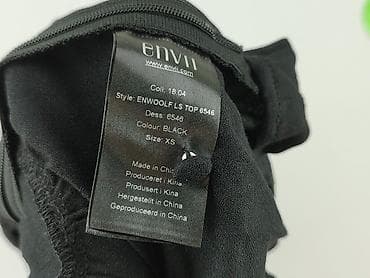 envii
www.envii.com
Coll: 18.04
Style: ENWOOLF LS TOP 6546
Dess: 6546
Colour: BLACK
Size: XS
Made in China
Produceret i Kina
Produsert i Kina
Hergestellt in China
Geproduceerd in China